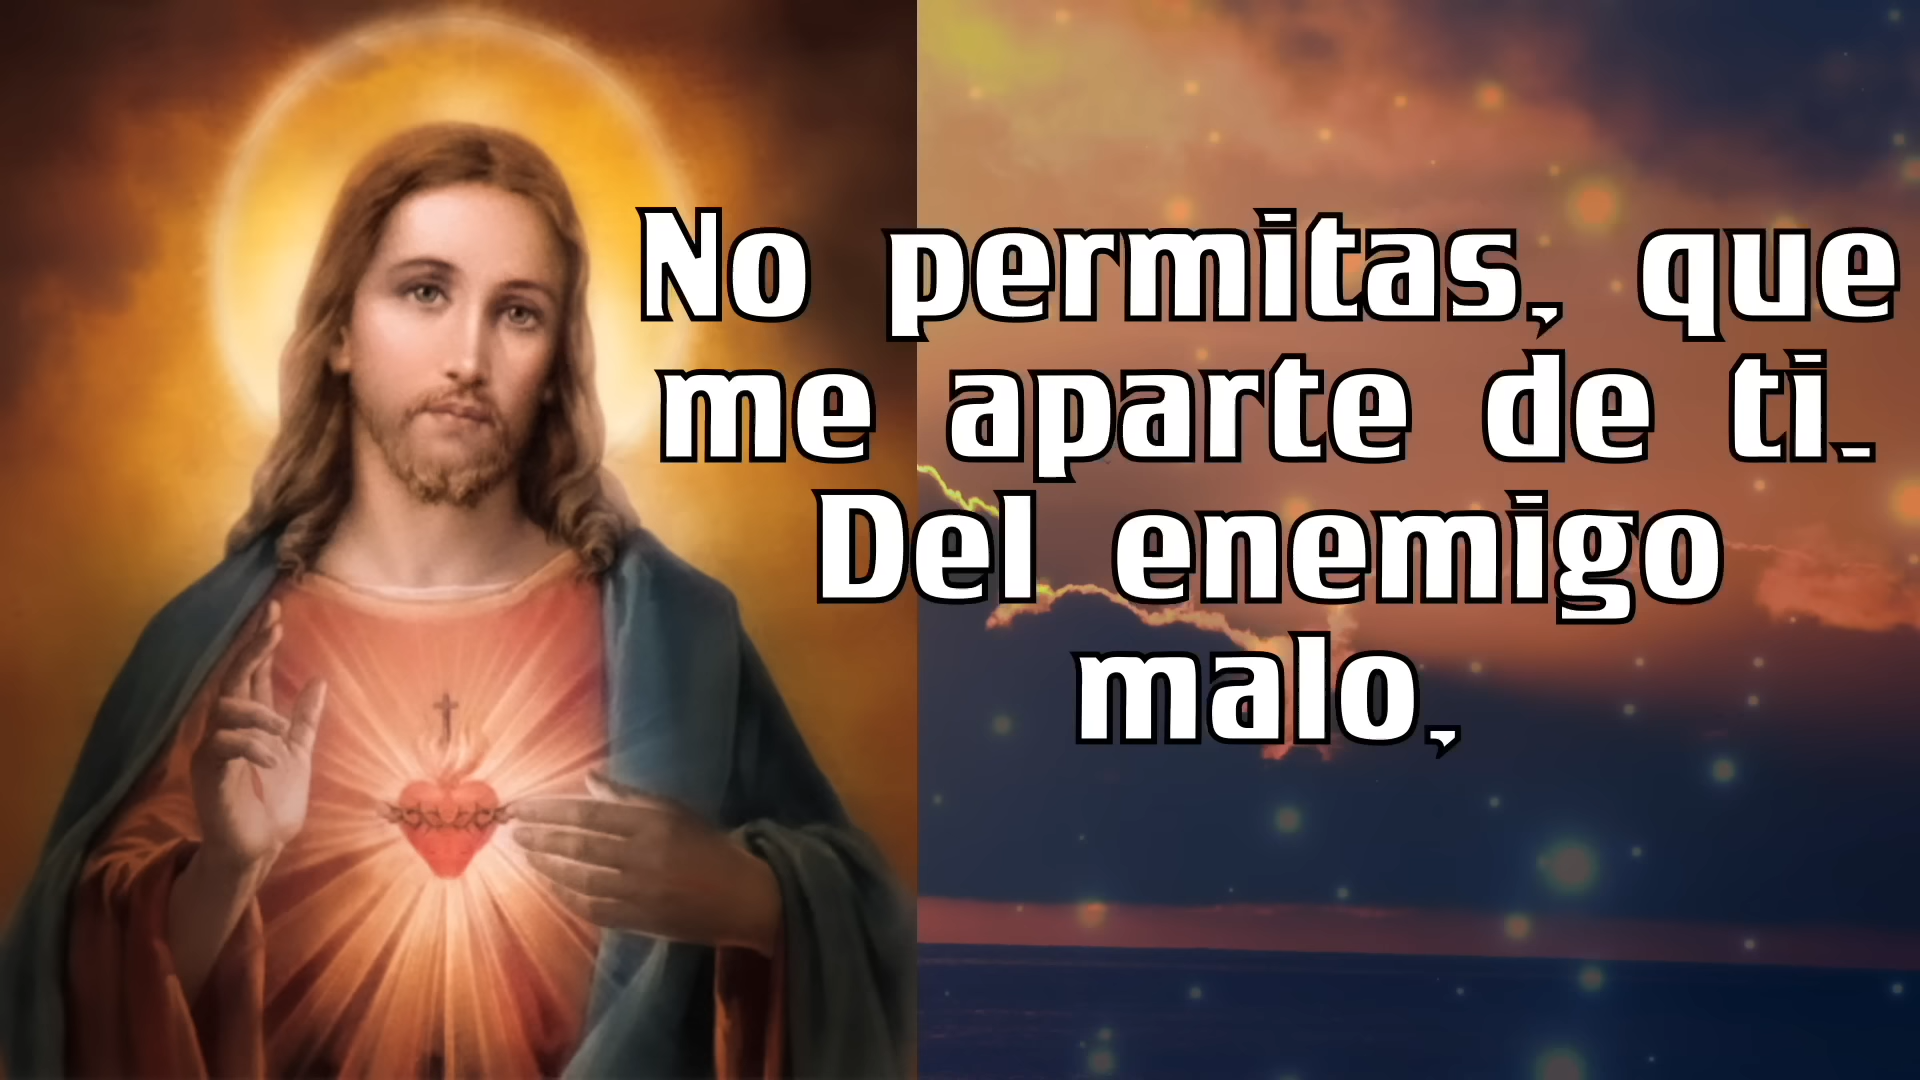 No permitas, que
me aparte de ti.
Del enemigo
malo,